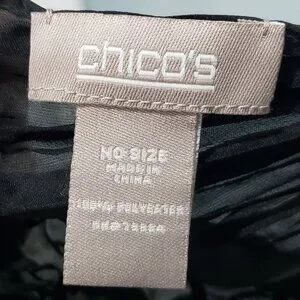 chico's
NO SIZE
MADE IN
CHINA
100% POLYESTER